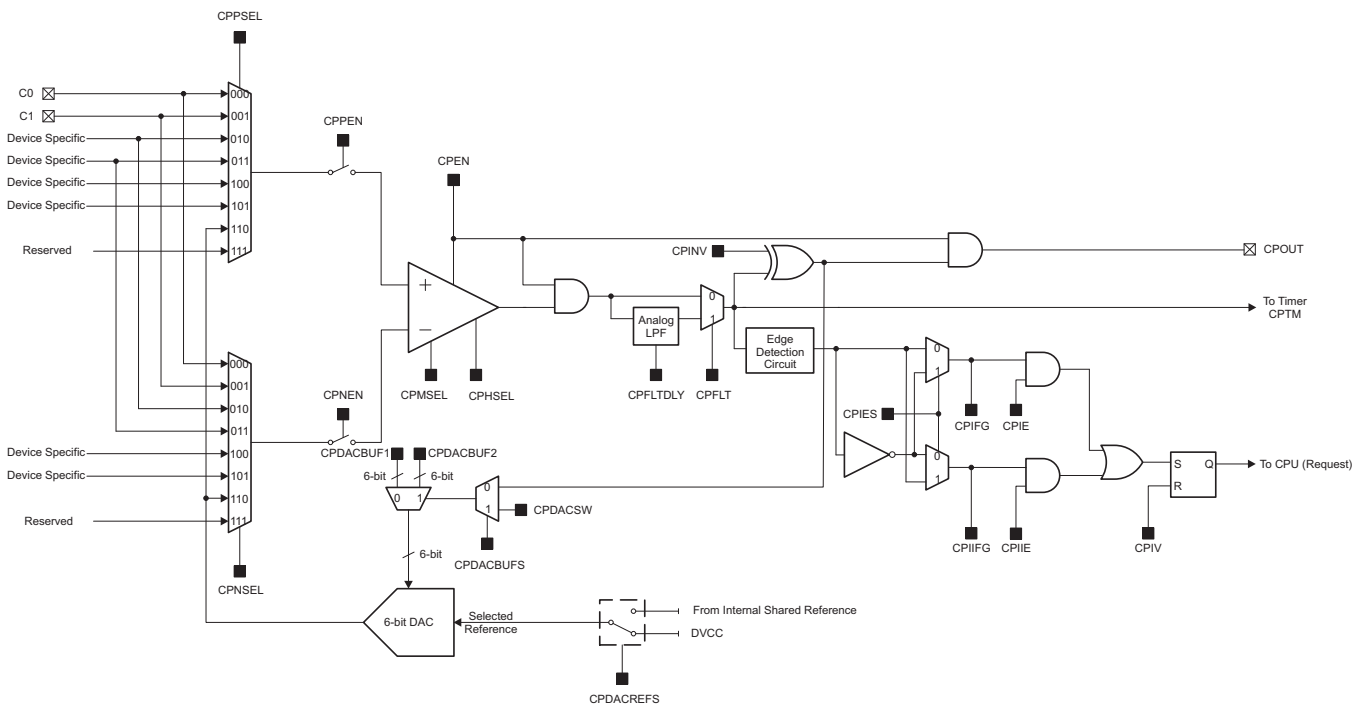 CPPSEL
C0
000
C1
001
Device Specific
010
CPPEN
Device Specific
011
CPEN
Device Specific
100
Device Specific
101
110
Reserved
111
CPINV
CPOUT
+
−
0
1
Analog
LPF
To Timer
CPTM
Edge
Detection
Circuit
0
1
CPMSEL
CPHSEL
CPFLTDLY
CPFLT
CPIES
CPIFG
CPIE
000
001
010
011
CPNEN
Device Specific
100
Device Specific
101
110
Reserved
111
CPNSEL
CPDACBUF1
CPDACBUF2
6-bit
6-bit
0 1
0
1
CPDACSW
CPDACBUFS
0
1
S Q
R
To CPU (Request)
CPIIFG
CPIIE
CPIV
6-bit
6-bit DAC
Selected
Reference
From Internal Shared Reference
DVCC
CPDACREFS